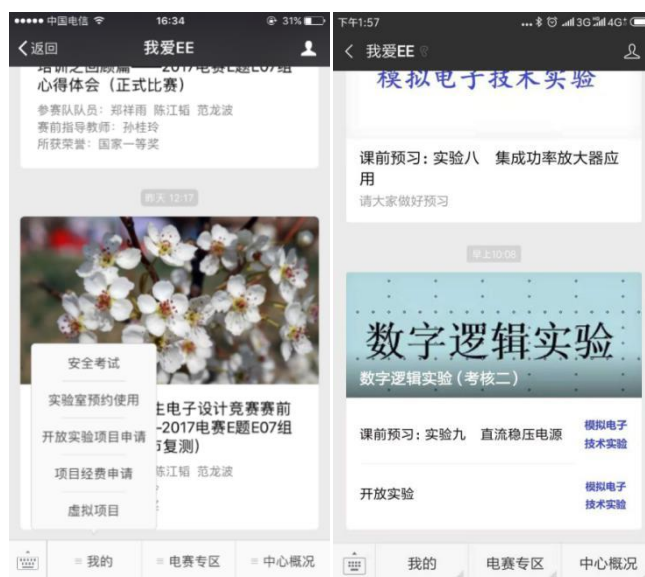 中国电信
16:34
31%
返回
我爱EE
培训之回顾篇——2017电赛E题E07组
心得体会（正式比赛）
参赛队队员：郑祥雨 陈江韬 范龙波
赛前指导教师：孙桂玲
所获荣誉：国家一等奖
昨天 12:17
生电子设计竞赛赛前
-2017电赛E题E07组
市复测）
陈江韬 范龙波
安全考试
实验室预约使用
开放实验项目申请
项目经费申请
虚拟项目
我的
电赛专区
中心概况
下午1:57
3G
4G
我爱EE
模拟电子技术实验
课前预习：实验八 集成功率放大器应
用
请大家做好预习
早上10:06
数字逻辑实验
数字逻辑实验（考核二）
课前预习：实验九 直流稳压电源
模拟电子
技术实验
开放实验
模拟电子
技术实验
我的
电赛专区
中心概况